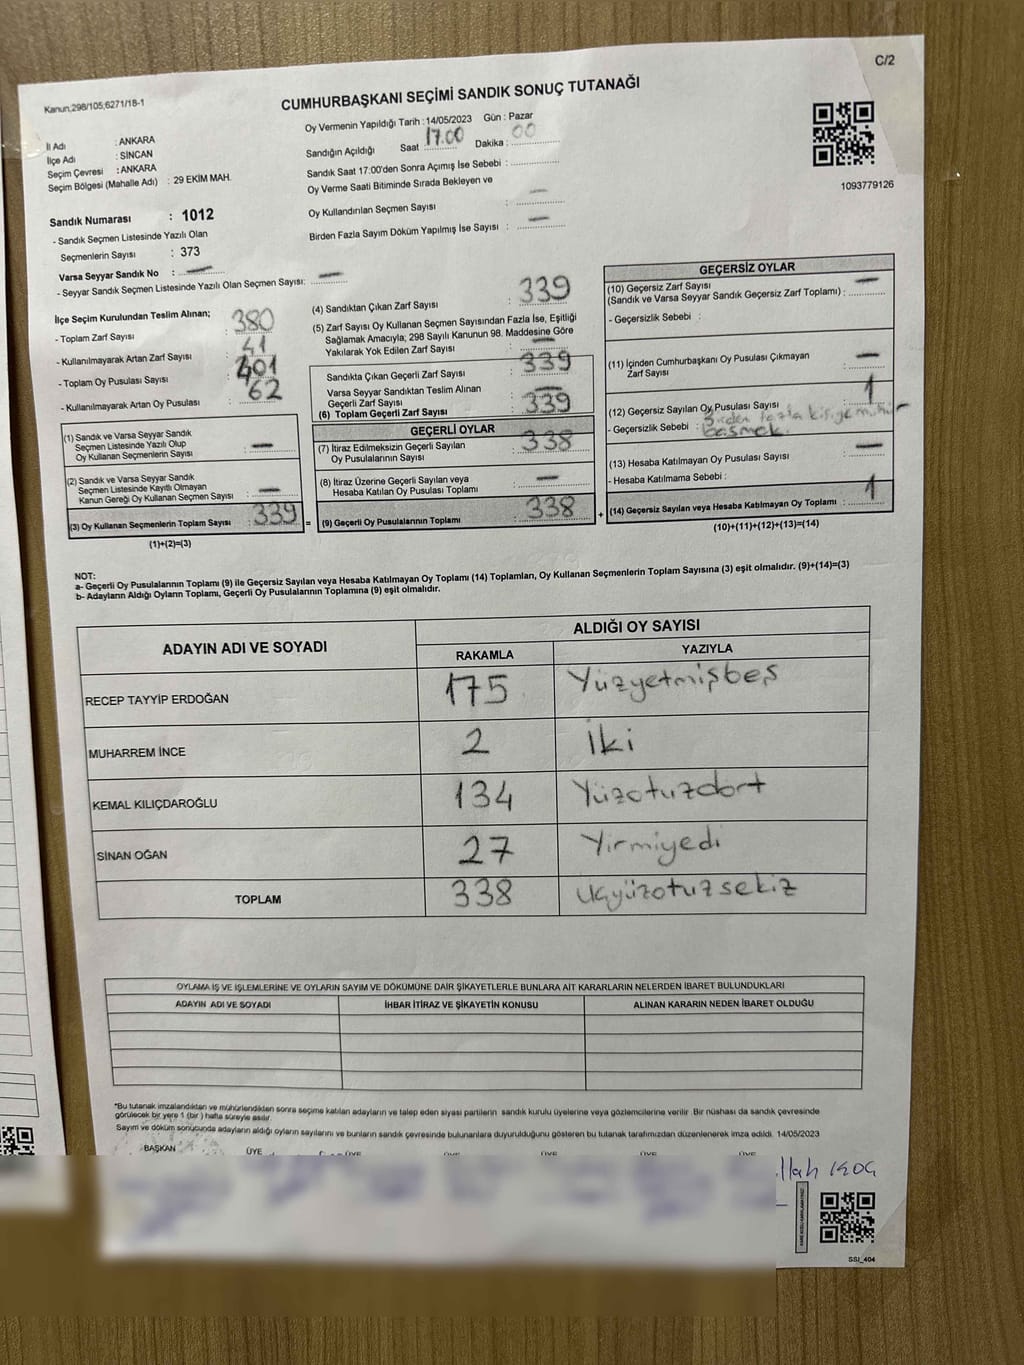 C/2
Kanun;298/105;6271/18-1
CUMHURBAŞKANI SEÇİMİ SANDIK SONUÇ TUTANAĞI
İl Adı : ANKARA
İlçe Adı : SİNCAN
Seçim Çevresi : ANKARA
Seçim Bölgesi (Mahalle Adı) : 29 EKİM MAH.
Oy Vermenin Yapıldığı Tarih : 14/05/2023 Gün : Pazar
Sandığın Açıldığı Saat 17.00 Dakika : 00
Sandık Saat 17:00'den Sonra Açımış İse Sebebi :
Oy Verme Saati Bitiminde Sırada Bekleyen ve
Oy Kullandırılan Seçmen Sayısı : —
Birden Fazla Sayım Döküm Yapılmış İse Sayısı : —
1093779126
Sandık Numarası : 1012
- Sandık Seçmen Listesinde Yazılı Olan
Seçmenlerin Sayısı : 373
Varsa Seyyar Sandık No : —
- Seyyar Sandık Seçmen Listesinde Yazılı Olan Seçmen Sayısı: —
İlçe Seçim Kurulundan Teslim Alınan;
- Toplam Zarf Sayısı : 380
- Kullanılmayarak Artan Zarf Sayısı : 41
- Toplam Oy Pusulası Sayısı : 401
- Kullanılmayarak Artan Oy Pusulası : 62
(1) Sandık ve Varsa Seyyar Sandık
Seçmen Listesinde Yazılı Olup
Oy Kullanan Seçmenlerin Sayısı : —
(2) Sandık ve Varsa Seyyar Sandık
Seçmen Listesinde Kayıtlı Olmayan
Kanun Gereği Oy Kullanan Seçmen Sayısı : —
(3) Oy Kullanan Seçmenlerin Toplam Sayısı : 339 =
(1)+(2)=(3)
(4) Sandıktan Çıkan Zarf Sayısı : 339
(5) Zarf Sayısı Oy Kullanan Seçmen Sayısından Fazla İse, Eşitliği
Sağlamak Amacıyla; 298 Sayılı Kanunun 98. Maddesine Göre
Yakılarak Yok Edilen Zarf Sayısı : —
Sandıkta Çıkan Geçerli Zarf Sayısı : 339
Varsa Seyyar Sandıktan Teslim Alınan
Geçerli Zarf Sayısı : —
(6) Toplam Geçerli Zarf Sayısı : 339
GEÇERLİ OYLAR
(7) İtiraz Edilmeksizin Geçerli Sayılan
Oy Pusulalarının Sayısı : 338
(8) İtiraz Üzerine Geçerli Sayılan veya
Hesaba Katılan Oy Pusulası Toplamı : —
(9) Geçerli Oy Pusulalarının Toplamı : 338 +
GEÇERSİZ OYLAR
(10) Geçersiz Zarf Sayısı
(Sandık ve Varsa Seyyar Sandık Geçersiz Zarf Toplamı) : —
- Geçersizlik Sebebi :
(11) İçinden Cumhurbaşkanı Oy Pusulası Çıkmayan
Zarf Sayısı : —
(12) Geçersiz Sayılan Oy Pusulası Sayısı : 1
- Geçersizlik Sebebi : Birden fazla kişiye mühür
basmek.
(13) Hesaba Katılmayan Oy Pusulası Sayısı : —
- Hesaba Katılmama Sebebi :
(14) Geçersiz Sayılan veya Hesaba Katılmayan Oy Toplamı : 1
(10)+(11)+(12)+(13)=(14)
NOT:
a- Geçerli Oy Pusulalarının Toplamı (9) ile Geçersiz Sayılan veya Hesaba Katılmayan Oy Toplamı (14) Toplamları, Oy Kullanan Seçmenlerin Toplam Sayısına (3) eşit olmalıdır. (9)+(14)=(3)
b- Adayların Aldığı Oyların Toplamı, Geçerli Oy Pusulalarının Toplamına (9) eşit olmalıdır.
ADAYIN ADI VE SOYADI ALDIĞI OY SAYISI
RAKAMLA YAZIYLA
RECEP TAYYİP ERDOĞAN 175 Yüzyetmişbeş
MUHARREM İNCE 2 İki
KEMAL KILIÇDAROĞLU 134 Yüzotuzdört
SİNAN OĞAN 27 Yirmiyedi
TOPLAM 338 Üçyüzotuzsekiz
OYLAMA İŞ VE İŞLEMLERİNE VE OYLARIN SAYIM VE DÖKÜMÜNE DAİR ŞİKAYETLERLE BUNLARA AİT KARARLARIN NELERDEN İBARET BULUNDUKLARI
ADAYIN ADI VE SOYADI İHBAR İTİRAZ VE ŞİKAYETİN KONUSU ALINAN KARARIN NEDEN İBARET OLDUĞU
*Bu tutanak imzalandıktan ve mühürlendikten sonra seçime katılan adayların ve talep eden siyasi partilerin sandık kurulu üyelerine veya gözlemcilerine verilir. Bir nüshası da sandık çevresinde
görülecek bir yere 1 (bir) hafta süreyle asılır.
Sayım ve döküm sonucunda adayların aldığı oyların sayılarını ve bunların sandık çevresinde bulunanlara duyurulduğunu gösteren bu tutanak tarafımızdan düzenlenerek imza edildi. 14/05/2023
BAŞKAN ÜYE ÜYE ÜYE ÜYE ÜYE ÜYE
SSİ_404